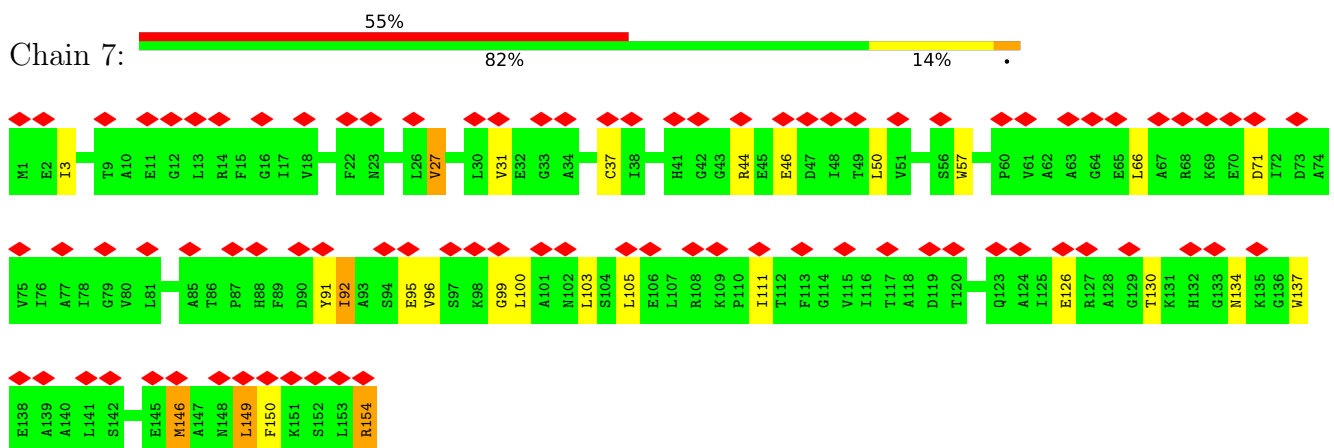 55%
Chain 7:
82% 14% •
M1 E2 I3 T9 A10 E11 G12 L13 R14 F15 G16 I17 V18 F22 N23 L26 V27 L30 V31 E32 G33 A34 C37 I38 H41 G42 G43 R44 E45 E46 D47 I48 T49 L50 V51 S56 W57 P60 V61 A62 A63 G64 E65 L66 A67 R68 K69 E70 D71 I72 D73 A74
V75 I76 A77 I78 G79 V80 L81 A85 T86 P87 H88 F89 D90 Y91 I92 A93 S94 E95 V96 S97 K98 G99 L100 A101 N102 L103 S104 L105 E106 L107 R108 K109 P110 I111 T112 F113 G114 V115 I116 T117 A118 D119 T120 Q123 A124 I125 E126 R127 A128 G129 T130 K131 H132 G133 N134 K135 G136 W137
E138 A139 A140 L141 S142 E145 M146 A147 N148 L149 F150 K151 S152 L153 R154